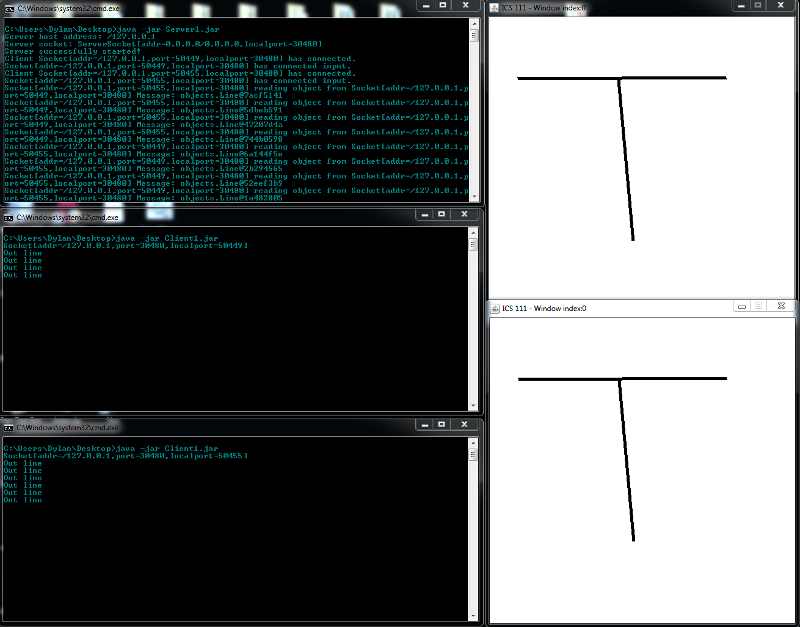 C:\Windows\system32\cmd.exe
C:\Users\Dylan\Desktop>java -jar Server1.jar
Server host address: /127.0.0.1
Server socket: ServerSocket[addr=0.0.0.0/0.0.0.0,localport=30480]
Server successfully started!
Client Socket[addr=/127.0.0.1,port=50449,localport=30480] has connected.
Socket[addr=/127.0.0.1,port=50449,localport=30480] has connected input.
Client Socket[addr=/127.0.0.1,port=50455,localport=30480] has connected.
Socket[addr=/127.0.0.1,port=50455,localport=30480] has connected input.
Socket[addr=/127.0.0.1,port=50455,localport=30480] reading object from Socket[addr=/127.0.0.1,p
ort=50449,localport=30480] Message: objects.Line@7acf5141
Socket[addr=/127.0.0.1,port=50455,localport=30480] reading object from Socket[addr=/127.0.0.1,p
ort=50449,localport=30480] Message:
Socket[addr=/127.0.0.1,port=50455,localport=30480] reading object from Socket[addr=/127.0.0.1,p
ort=50449,localport=30480] Message: objects.Line@472047d4a
Socket[addr=/127.0.0.1,port=50455,localport=30480] reading object from Socket[addr=/127.0.0.1,p
ort=50449,localport=30480] Message: objects.Line@744b0598
Socket[addr=/127.0.0.1,port=50449,localport=30480] reading object from Socket[addr=/127.0.0.1,p
ort=50455,localport=30480] Message: objects.Line@6a144f5e
Socket[addr=/127.0.0.1,port=50449,localport=30480] reading object from Socket[addr=/127.0.0.1,p
ort=50455,localport=30480] Message: objects.Line@2b294565
Socket[addr=/127.0.0.1,port=50449,localport=30480] reading object from Socket[addr=/127.0.0.1,p
ort=50455,localport=30480] Message: objects.Line@52eef3b9
Socket[addr=/127.0.0.1,port=50449,localport=30480] reading object from Socket[addr=/127.0.0.1,p
ort=50455,localport=30480] Message: objects.Line@1a482805
C:\Windows\system32\cmd.exe
C:\Users\Dylan\Desktop>java -jar Client1.jar
Socket[addr=/127.0.0.1,port=30480,localport=50449]
Out line
Out line
Out line
Out line
C:\Windows\system32\cmd.exe
C:\Users\Dylan\Desktop>java -jar Client1.jar
Socket[addr=/127.0.0.1,port=30480,localport=50455]
Out line
Out line
Out line
Out line
Out line
Out line
ICS 111 - Window index:0
ICS 111 - Window index:0